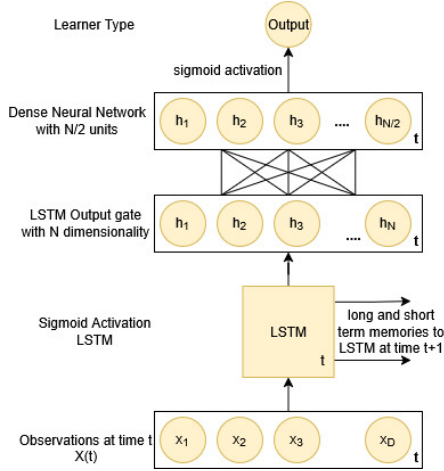 Learner Type
Output
sigmoid activation
Dense Neural Network
with N/2 units
h1 h2 h3 .... hN/2
t
LSTM Output gate
with N dimensionality
h1 h2 h3 .... hN
t
Sigmoid Activation
LSTM
LSTM
t
long and short
term memories to
LSTM at time t+1
Observations at time t
X(t)
x1 x2 x3 xD
t